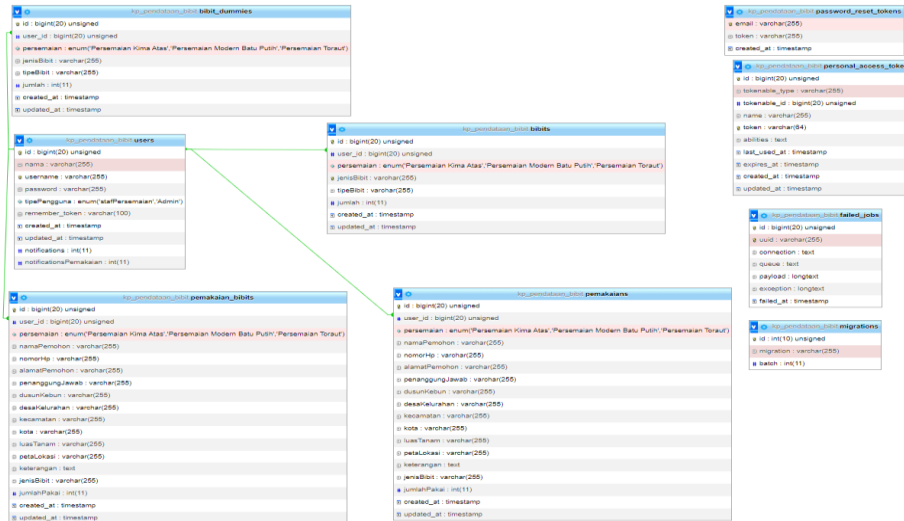 kp_pendataan_bibit bibit_dummies
id : bigint(20) unsigned
user_id : bigint(20) unsigned
persemaian : enum('Persemaian Kima Atas','Persemaian Modern Batu Putih','Persemaian Toraut')
jenisBibit : varchar(255)
tipeBibit : varchar(255)
jumlah : int(11)
created_at : timestamp
updated_at : timestamp
kp_pendataan_bibit users
id : bigint(20) unsigned
nama : varchar(255)
username : varchar(255)
password : varchar(255)
tipePengguna : enum('stafPersemaian','Admin')
remember_token : varchar(100)
created_at : timestamp
updated_at : timestamp
notifications : int(11)
notificationsPemakaian : int(11)
kp_pendataan_bibit bibits
id : bigint(20) unsigned
user_id : bigint(20) unsigned
persemaian : enum('Persemaian Kima Atas','Persemaian Modern Batu Putih','Persemaian Toraut')
jenisBibit : varchar(255)
tipeBibit : varchar(255)
jumlah : int(11)
created_at : timestamp
updated_at : timestamp
kp_pendataan_bibit pemakaian_bibits
id : bigint(20) unsigned
user_id : bigint(20) unsigned
persemaian : enum('Persemaian Kima Atas','Persemaian Modern Batu Putih','Persemaian Toraut')
namaPemohon : varchar(255)
nomorHp : varchar(255)
alamatPemohon : varchar(255)
penanggungJawab : varchar(255)
dusunKebun : varchar(255)
desaKelurahan : varchar(255)
kecamatan : varchar(255)
kota : varchar(255)
luasTanam : varchar(255)
petaLokasi : varchar(255)
keterangan : text
jenisBibit : varchar(255)
jumlahPakai : int(11)
created_at : timestamp
updated_at : timestamp
kp_pendataan_bibit pemakaians
id : bigint(20) unsigned
user_id : bigint(20) unsigned
persemaian : enum('Persemaian Kima Atas','Persemaian Modern Batu Putih','Persemaian Toraut')
namaPemohon : varchar(255)
nomorHp : varchar(255)
alamatPemohon : varchar(255)
penanggungJawab : varchar(255)
dusunKebun : varchar(255)
desaKelurahan : varchar(255)
kecamatan : varchar(255)
kota : varchar(255)
luasTanam : varchar(255)
petaLokasi : varchar(255)
keterangan : text
jenisBibit : varchar(255)
jumlahPakai : int(11)
created_at : timestamp
updated_at : timestamp
kp_pendataan_bibit password_reset_tokens
email : varchar(255)
token : varchar(255)
created_at : timestamp
kp_pendataan_bibit personal_access_toke
id : bigint(20) unsigned
tokenable_type : varchar(255)
tokenable_id : bigint(20) unsigned
name : varchar(255)
token : varchar(64)
abilities : text
last_used_at : timestamp
expires_at : timestamp
created_at : timestamp
updated_at : timestamp
kp_pendataan_bibit failed_jobs
id : bigint(20) unsigned
uuid : varchar(255)
connection : text
queue : text
payload : longtext
exception : longtext
failed_at : timestamp
kp_pendataan_bibit migrations
id : int(10) unsigned
migration : varchar(255)
batch : int(11)